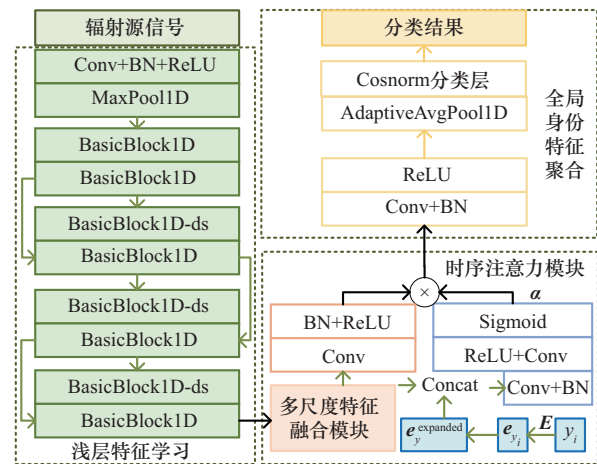 辐射源信号
Conv+BN+ReLU
MaxPool1D
BasicBlock1D
BasicBlock1D
BasicBlock1D-ds
BasicBlock1D
BasicBlock1D-ds
BasicBlock1D
BasicBlock1D-ds
BasicBlock1D
浅层特征学习
分类结果
Cosnorm分类层
AdaptiveAvgPool1D
ReLU
Conv+BN
全局
身份
特征
聚合
时序注意力模块
×
α
BN+ReLU
Conv
多尺度特征
融合模块
Sigmoid
ReLU+Conv
Conv+BN
Concat
e_y^expanded
e_{y_i}
E
y_i